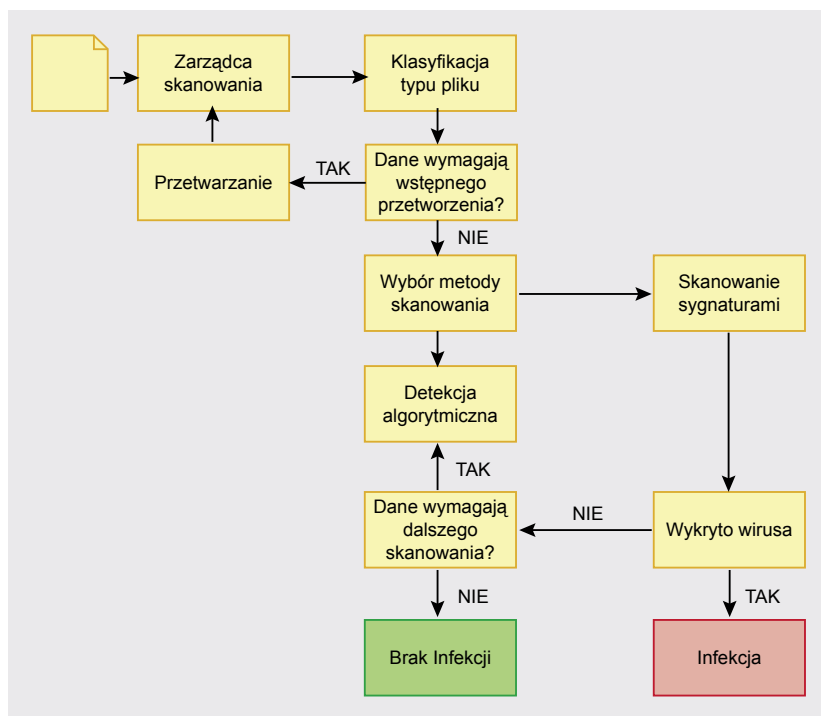 Zarządca
skanowania
Klasyfikacja
typu pliku
Przetwarzanie
TAK
Dane wymagają
wstępnego
przetworzenia?
NIE
Wybór metody
skanowania
Skanowanie
sygnaturami
Detekcja
algorytmiczna
TAK
Dane wymagają
dalszego
skanowania?
NIE
Wykryto wirusa
NIE
TAK
Brak Infekcji
Infekcja